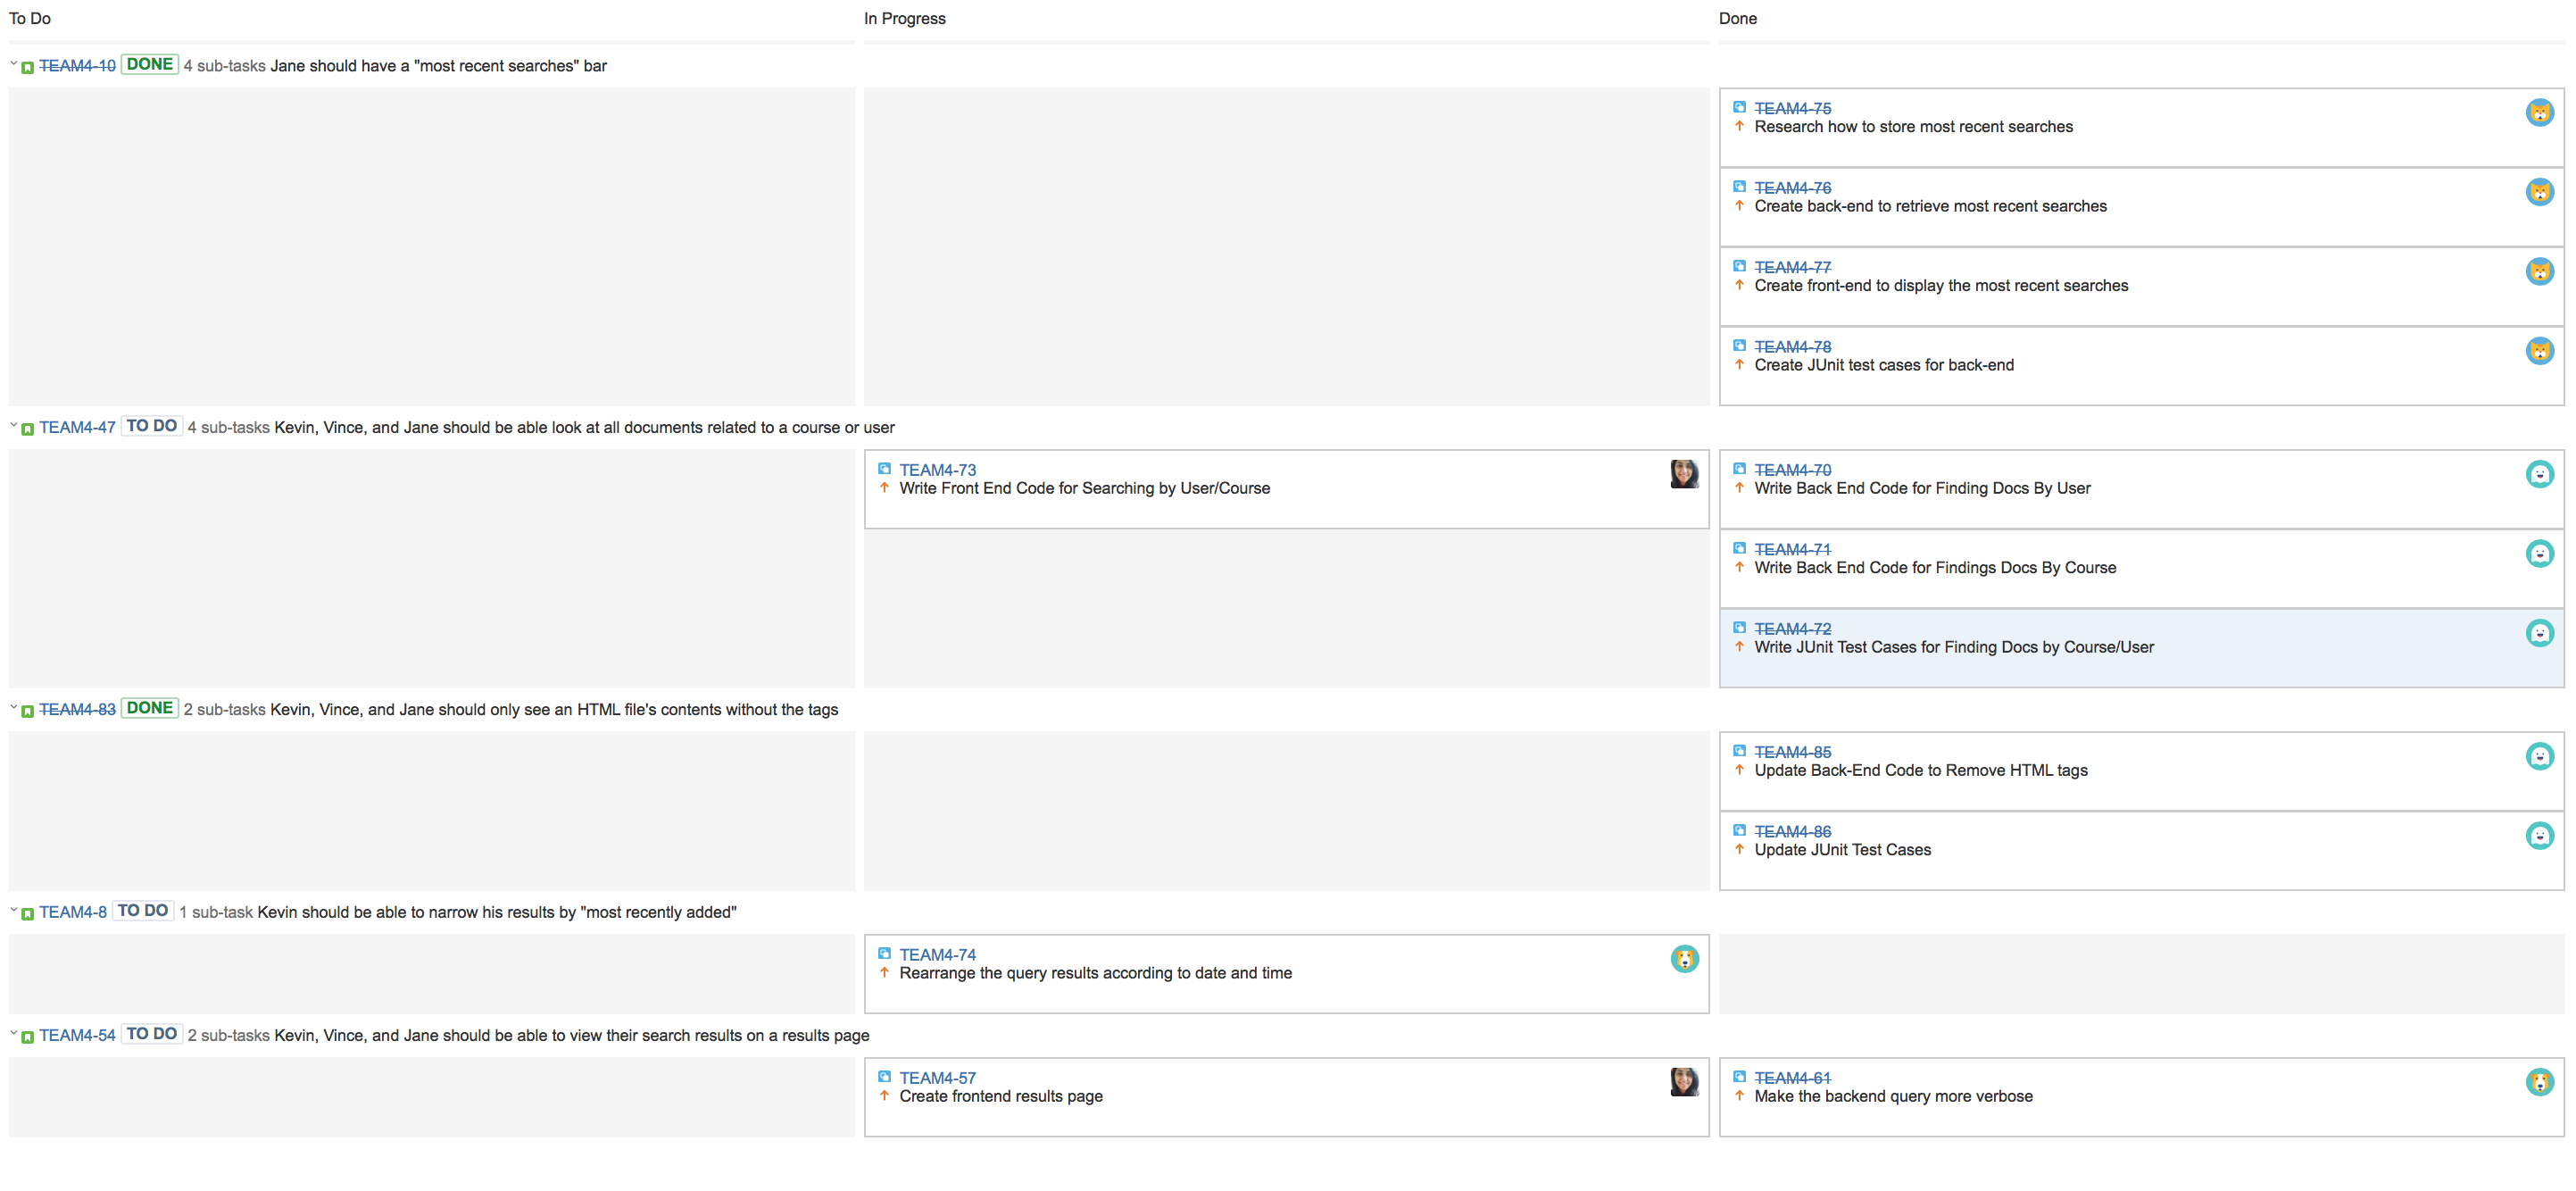 To Do
In Progress
Done
TEAM4-10 DONE 4 sub-tasks Jane should have a "most recent searches" bar
TEAM4-75
Research how to store most recent searches
TEAM4-76
Create back-end to retrieve most recent searches
TEAM4-77
Create front-end to display the most recent searches
TEAM4-78
Create JUnit test cases for back-end
TEAM4-47 TO DO 4 sub-tasks Kevin, Vince, and Jane should be able look at all documents related to a course or user
TEAM4-73
Write Front End Code for Searching by User/Course
TEAM4-70
Write Back End Code for Finding Docs By User
TEAM4-71
Write Back End Code for Findings Docs By Course
TEAM4-72
Write JUnit Test Cases for Finding Docs by Course/User
TEAM4-83 DONE 2 sub-tasks Kevin, Vince, and Jane should only see an HTML file's contents without the tags
TEAM4-85
Update Back-End Code to Remove HTML tags
TEAM4-86
Update JUnit Test Cases
TEAM4-8 TO DO 1 sub-task Kevin should be able to narrow his results by "most recently added"
TEAM4-74
Rearrange the query results according to date and time
TEAM4-54 TO DO 2 sub-tasks Kevin, Vince, and Jane should be able to view their search results on a results page
TEAM4-57
Create frontend results page
TEAM4-61
Make the backend query more verbose